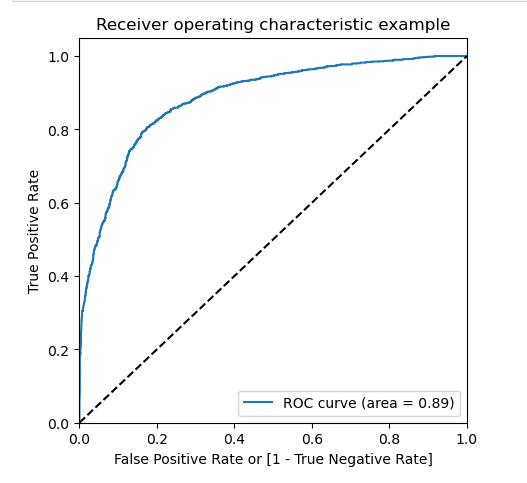 Receiver operating characteristic example
1.0
0.8
0.6
0.4
0.2
0.0
True Positive Rate
ROC curve (area = 0.89)
0.0 0.2 0.4 0.6 0.8 1.0
False Positive Rate or [1 - True Negative Rate]